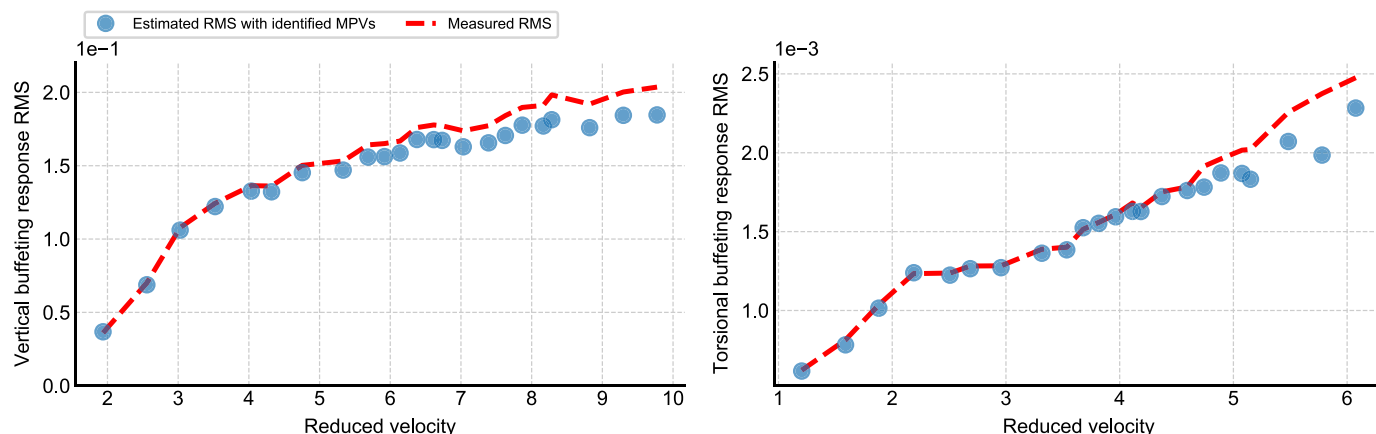 Estimated RMS with identified MPVs Measured RMS
1e−1
Vertical buffeting response RMS
2.0
1.5
1.0
0.5
0.0
2 3 4 5 6 7 8 9 10
Reduced velocity
1e−3
Torsional buffeting response RMS
2.5
2.0
1.5
1.0
1 2 3 4 5 6
Reduced velocity